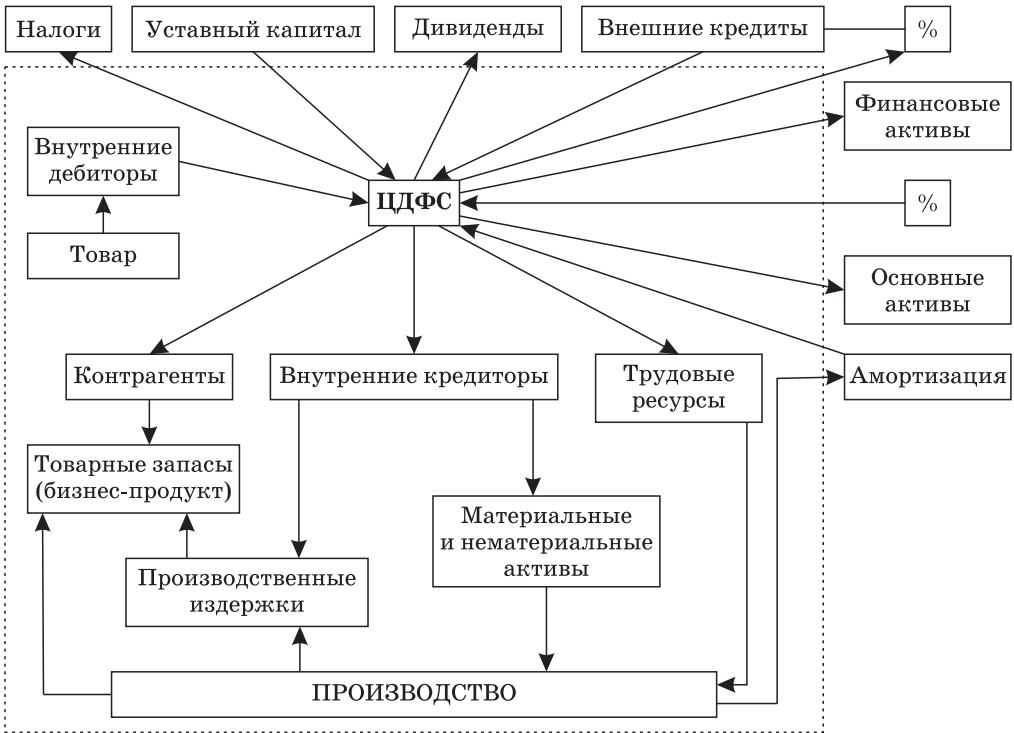 Налоги
Уставный капитал
Дивиденды
Внешние кредиты
%
Финансовые
активы
Внутренние
дебиторы
ЦДФС
%
Товар
Основные
активы
Контрагенты
Внутренние кредиторы
Трудовые
ресурсы
Амортизация
Товарные запасы
(бизнес-продукт)
Материальные
и нематериальные
активы
Производственные
издержки
ПРОИЗВОДСТВО